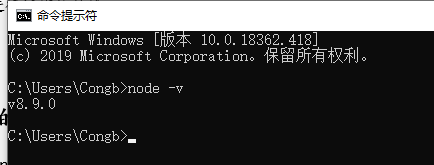 命令提示符
Microsoft Windows [版本 10.0.18362.418]
(c) 2019 Microsoft Corporation。保留所有权利。
C:\Users\Congb>node -v
v8.9.0
C:\Users\Congb>